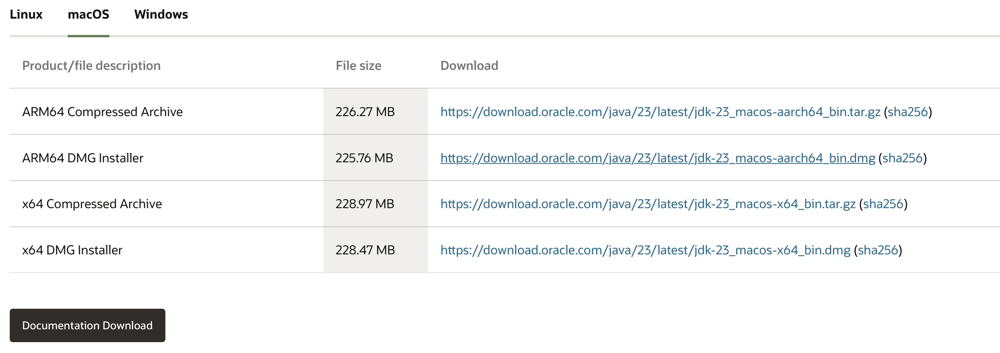 Linux macOS Windows
Product/file description File size Download
ARM64 Compressed Archive 226.27 MB https://download.oracle.com/java/23/latest/jdk-23_macos-aarch64_bin.tar.gz (sha256)
ARM64 DMG Installer 225.76 MB https://download.oracle.com/java/23/latest/jdk-23_macos-aarch64_bin.dmg (sha256)
x64 Compressed Archive 228.97 MB https://download.oracle.com/java/23/latest/jdk-23_macos-x64_bin.tar.gz (sha256)
x64 DMG Installer 228.47 MB https://download.oracle.com/java/23/latest/jdk-23_macos-x64_bin.dmg (sha256)
Documentation Download